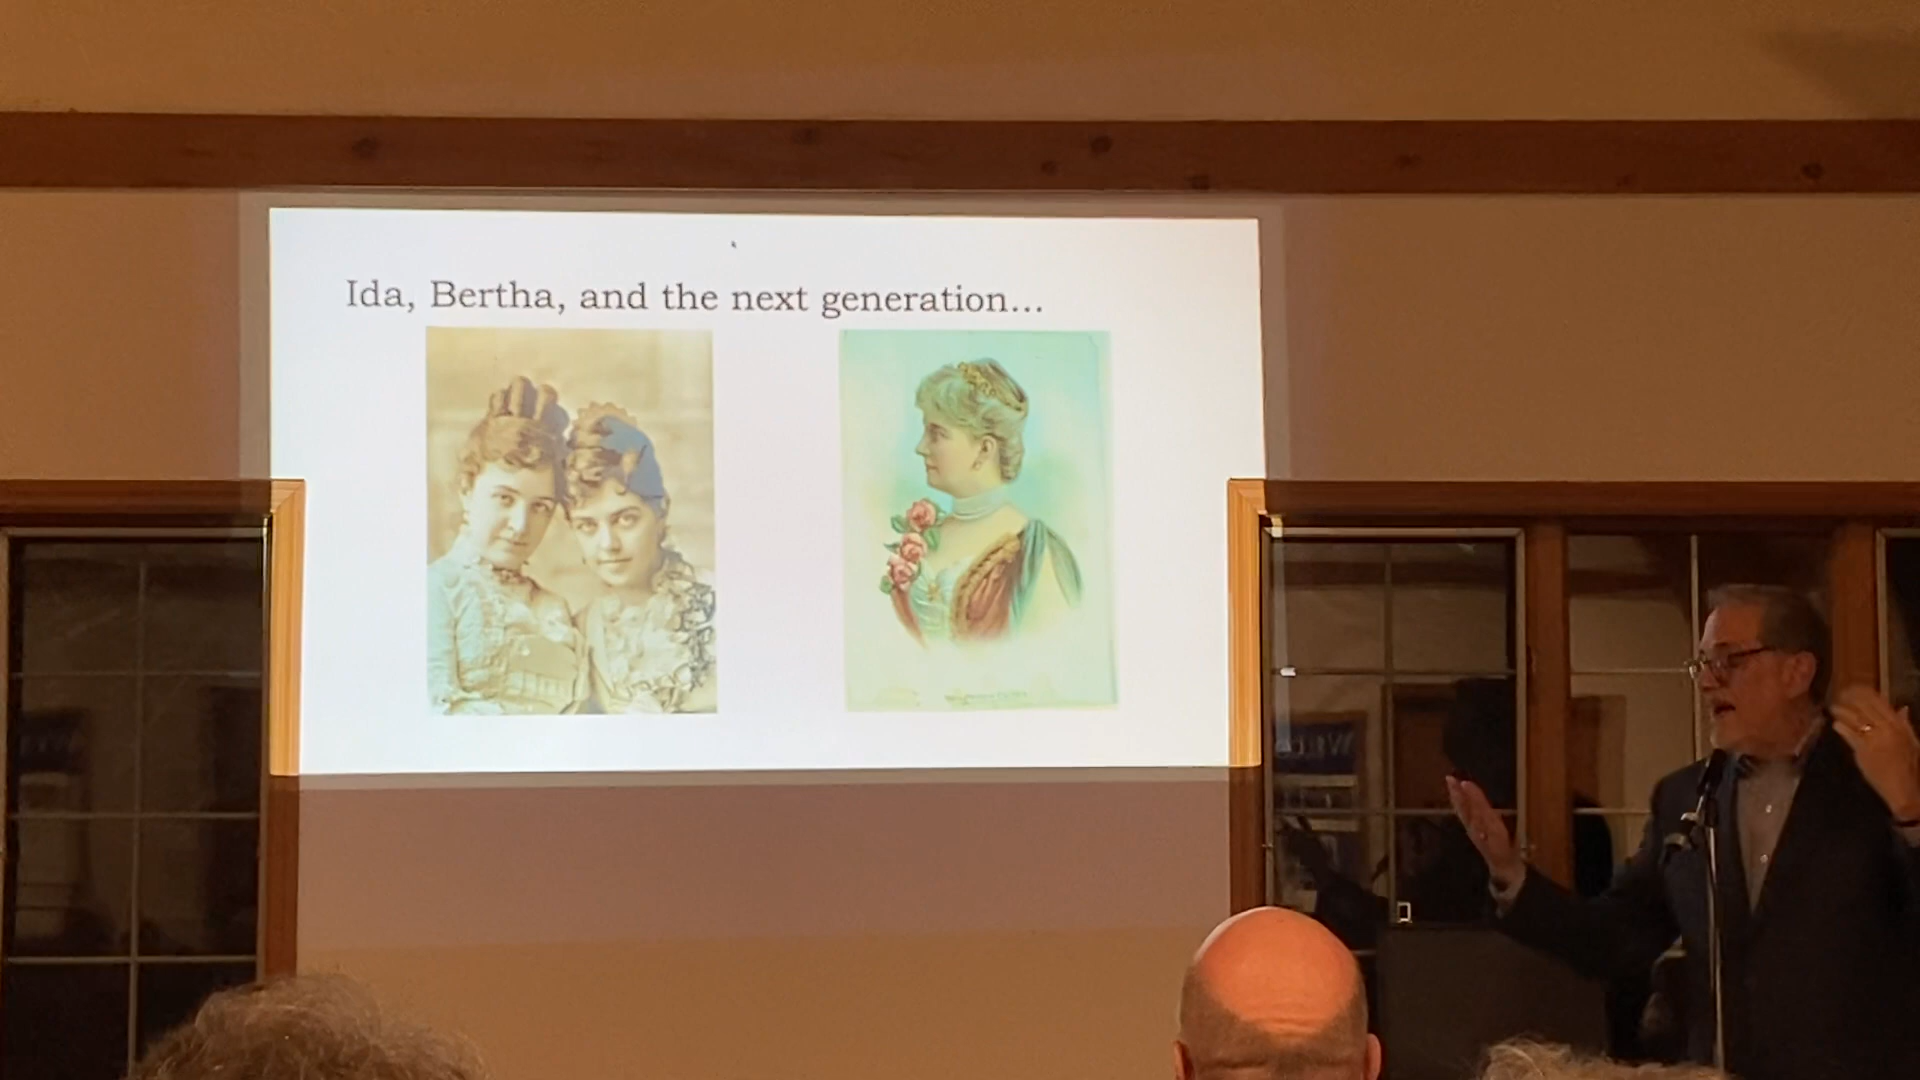 Ida, Bertha, and the next generation...